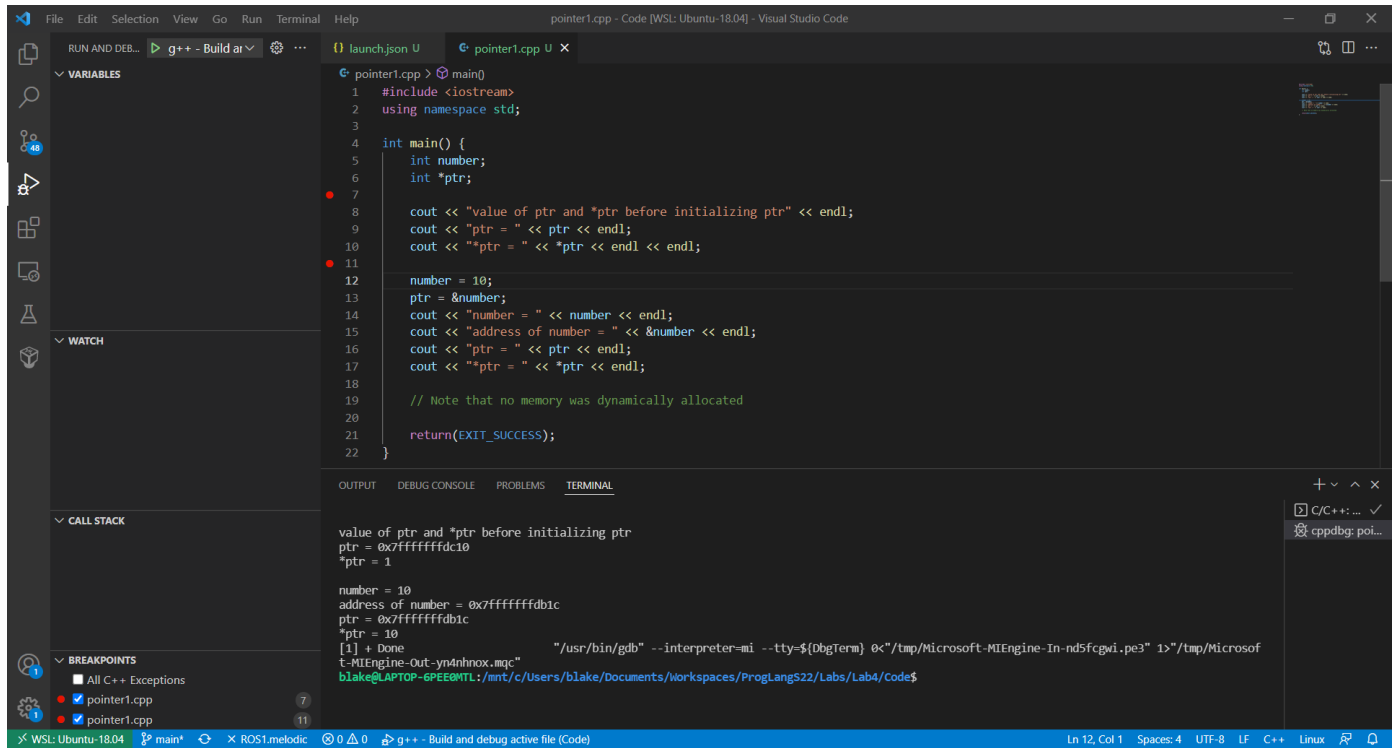 File Edit Selection View Go Run Terminal Help pointer1.cpp - Code [WSL: Ubuntu-18.04] - Visual Studio Code
RUN AND DEB... g++ - Build ar
launch.json U pointer1.cpp U
VARIABLES
48
WATCH
CALL STACK
BREAKPOINTS
All C++ Exceptions
pointer1.cpp 7
pointer1.cpp 11
1
1
pointer1.cpp > main()
1 #include <iostream>
2 using namespace std;
3
4 int main() {
5 int number;
6 int *ptr;
7
8 cout << "value of ptr and *ptr before initializing ptr" << endl;
9 cout << "ptr = " << ptr << endl;
10 cout << "*ptr = " << *ptr << endl << endl;
11
12 number = 10;
13 ptr = &number;
14 cout << "number = " << number << endl;
15 cout << "address of number = " << &number << endl;
16 cout << "ptr = " << ptr << endl;
17 cout << "*ptr = " << *ptr << endl;
18
19 // Note that no memory was dynamically allocated
20
21 return(EXIT_SUCCESS);
22 }
OUTPUT DEBUG CONSOLE PROBLEMS TERMINAL
value of ptr and *ptr before initializing ptr
ptr = 0x7fffffffdc10
*ptr = 1
number = 10
address of number = 0x7fffffffdb1c
ptr = 0x7fffffffdb1c
*ptr = 10
[1] + Done "/usr/bin/gdb" --interpreter=mi --tty=${DbgTerm} 0<"/tmp/Microsoft-MIEngine-In-nd5fcgwi.pe3" 1>"/tmp/Microsof
t-MIEngine-Out-yn4nhnox.mqc"
blake@LAPTOP-6PEE0MTL:/mnt/c/Users/blake/Documents/Workspaces/ProgLangS22/Labs/Lab4/Code$
C/C++: ...
cppdbg: poi...
WSL: Ubuntu-18.04 main* ROS1.melodic 0 0 g++ - Build and debug active file (Code) Ln 12, Col 1 Spaces: 4 UTF-8 LF C++ Linux